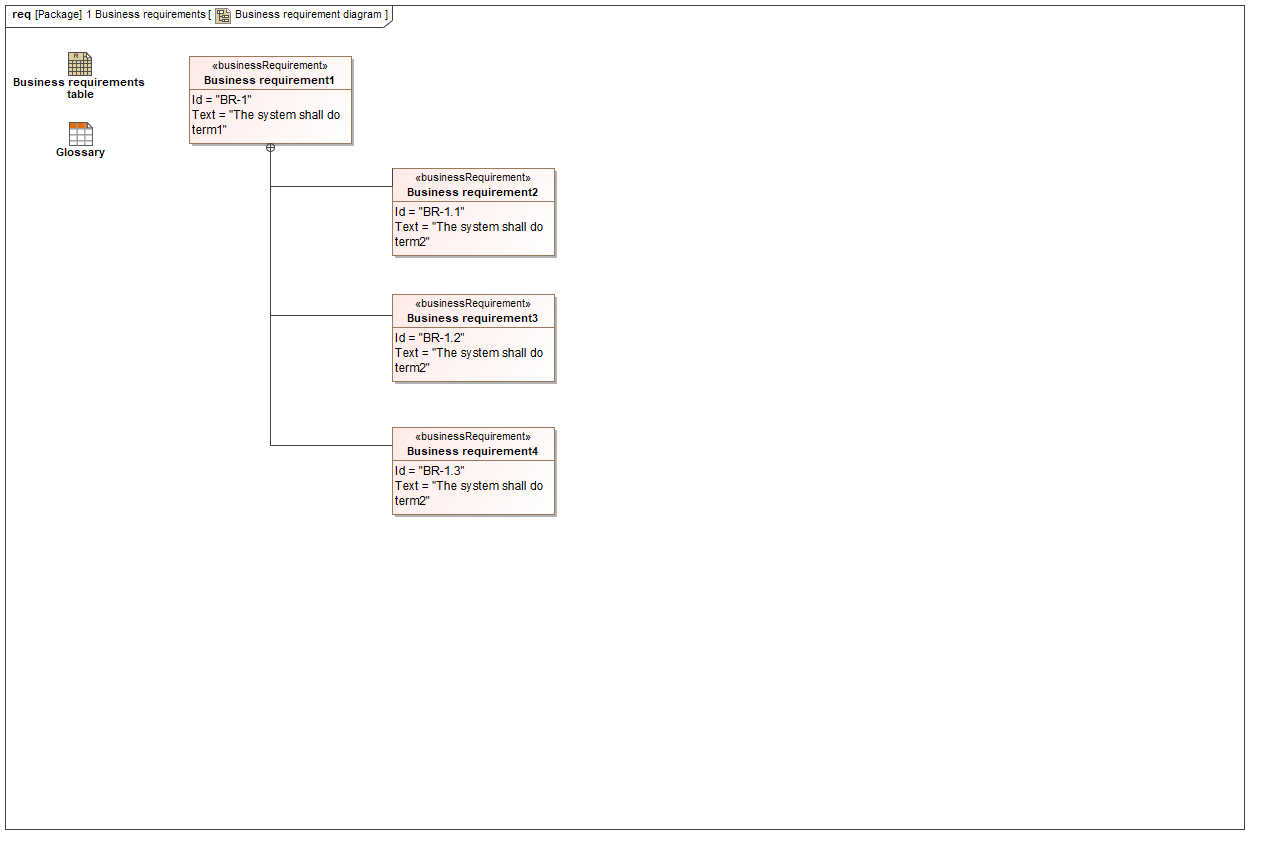 req [Package] 1 Business requirements [ Business requirement diagram ]
Business requirements
table
Glossary
«businessRequirement»
Business requirement1
Id = "BR-1"
Text = "The system shall do
term1"
«businessRequirement»
Business requirement2
Id = "BR-1.1"
Text = "The system shall do
term2"
«businessRequirement»
Business requirement3
Id = "BR-1.2"
Text = "The system shall do
term2"
«businessRequirement»
Business requirement4
Id = "BR-1.3"
Text = "The system shall do
term2"